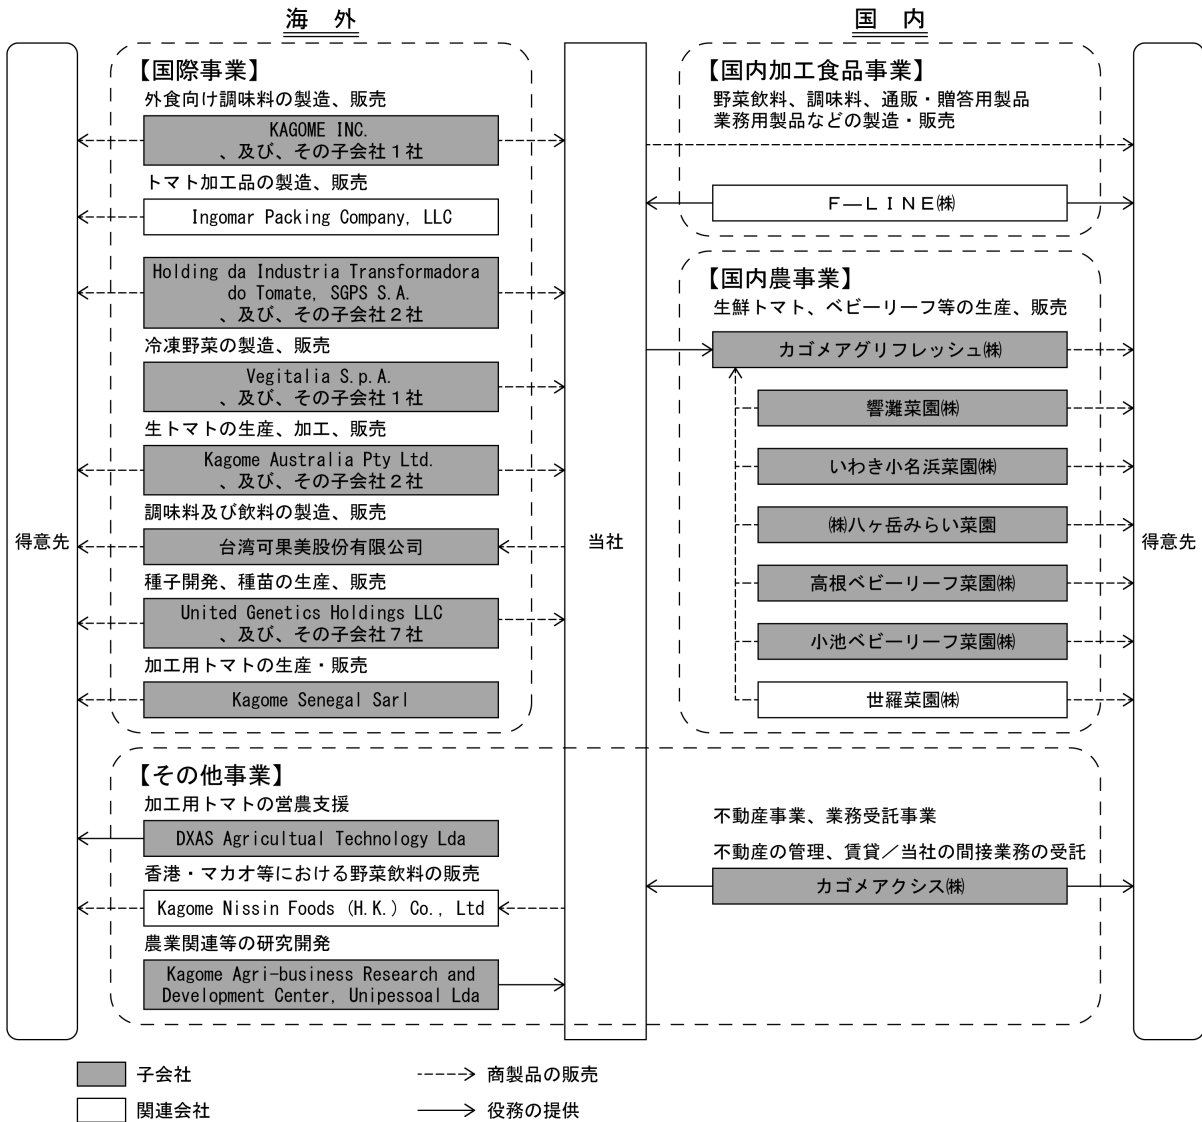 海　外
国　内
得意先
【国際事業】
外食向け調味料の製造、販売
KAGOME INC.
、及び、その子会社１社
トマト加工品の製造、販売
Ingomar Packing Company, LLC
Holding da Industria Transformadora
do Tomate, SGPS S.A.
、及び、その子会社２社
冷凍野菜の製造、販売
Vegitalia S.p.A.
、及び、その子会社１社
生トマトの生産、加工、販売
Kagome Australia Pty Ltd.
、及び、その子会社２社
調味料及び飲料の製造、販売
台湾可果美股份有限公司
種子開発、種苗の生産、販売
United Genetics Holdings LLC
、及び、その子会社７社
加工用トマトの生産・販売
Kagome Senegal Sarl
当社
【国内加工食品事業】
野菜飲料、調味料、通販・贈答用製品
業務用製品などの製造・販売
Ｆ―ＬＩＮＥ㈱
【国内農事業】
生鮮トマト、ベビーリーフ等の生産、販売
カゴメアグリフレッシュ㈱
響灘菜園㈱
いわき小名浜菜園㈱
㈱八ヶ岳みらい菜園
高根ベビーリーフ菜園㈱
小池ベビーリーフ菜園㈱
世羅菜園㈱
得意先
【その他事業】
加工用トマトの営農支援
DXAS Agricultual Technology Lda
香港・マカオ等における野菜飲料の販売
Kagome Nissin Foods (H.K.) Co., Ltd
農業関連等の研究開発
Kagome Agri-business Research and
Development Center, Unipessoal Lda
不動産事業、業務受託事業
不動産の管理、賃貸／当社の間接業務の受託
カゴメアクシス㈱
子会社
商製品の販売
関連会社
役務の提供